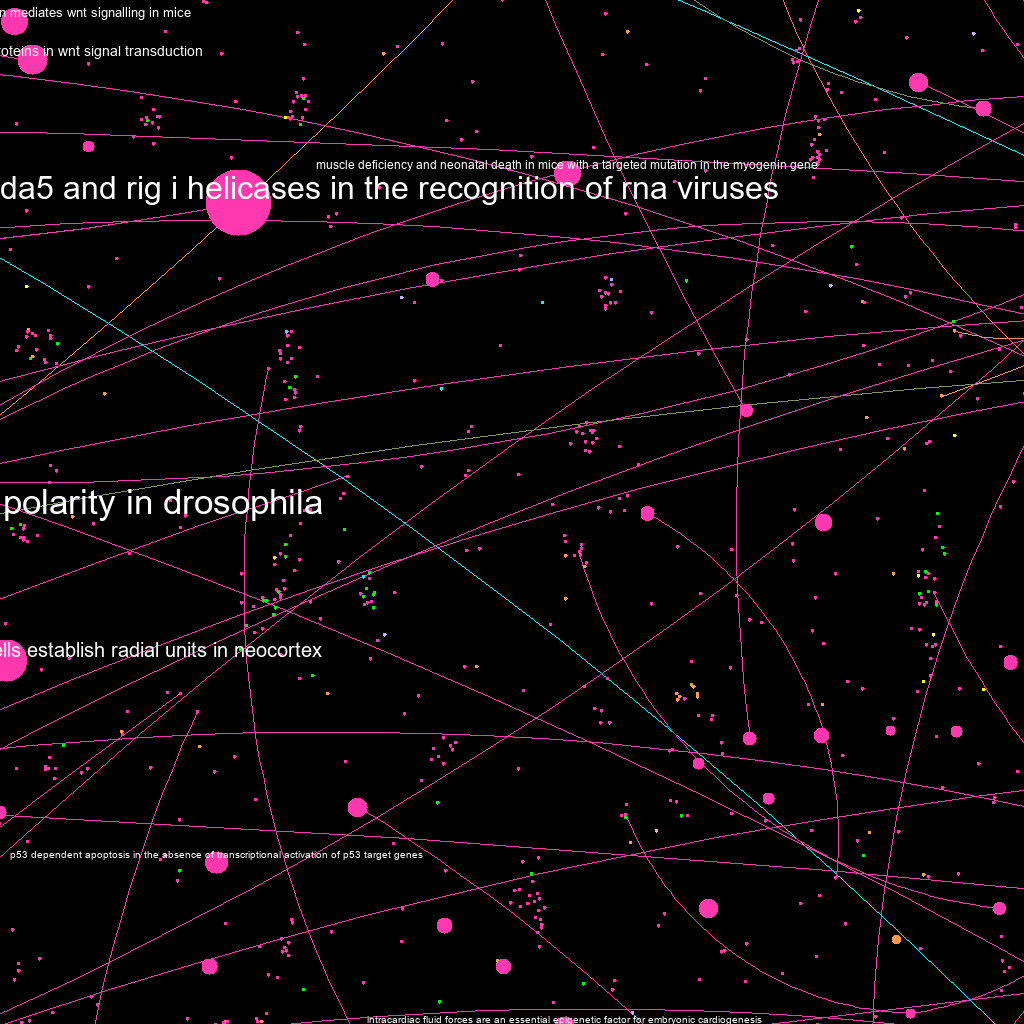 n mediates wnt signalling in mice
roteins in wnt signal transduction
muscle deficiency and neonatal death in mice with a targeted mutation in the myogenin gene
da5 and rig i helicases in the recognition of rna viruses
polarity in drosophila
ells establish radial units in neocortex
p53 dependent apoptosis in the absence of transcriptional activation of p53 target genes
intracardiac fluid forces are an essential epigenetic factor for embryonic cardiogenesis